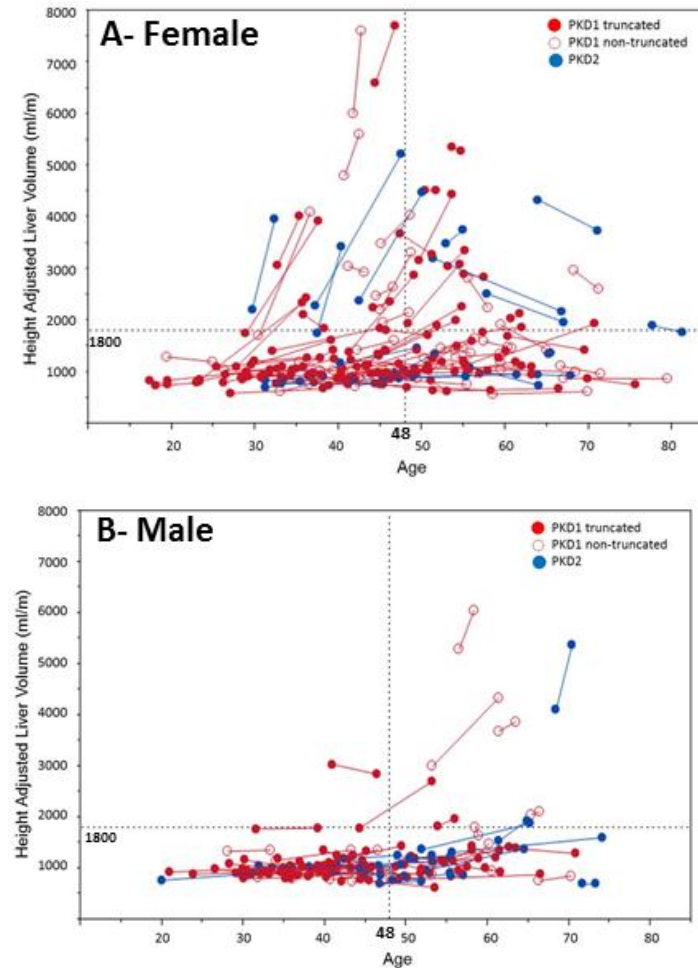 A- Female
PKD1 truncated
PKD1 non-truncated
PKD2
Height Adjusted Liver Volume (ml/m)
8000
7000
6000
5000
4000
3000
2000
1800
1000
20 30 40 50 60 70 80
48
Age
B- Male
PKD1 truncated
PKD1 non-truncated
PKD2
Height Adjusted Liver Volume (ml/m)
8000
7000
6000
5000
4000
3000
2000
1800
1000
20 30 40 50 60 70 80
48
Age